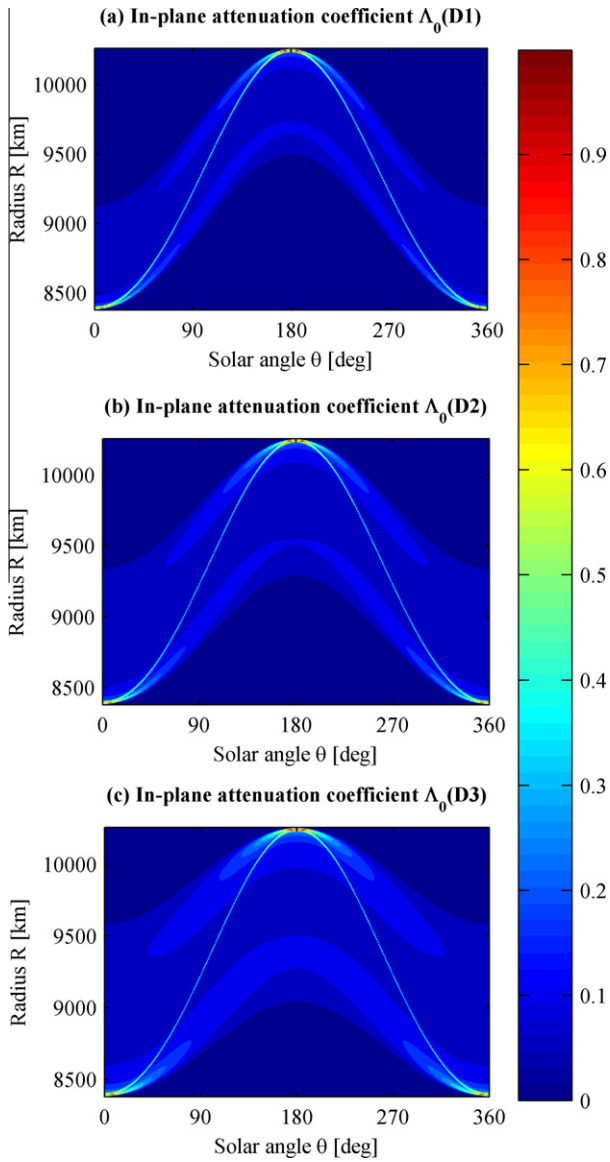 (a) In-plane attenuation coefficient Λ0(D1)
Radius R [km]
10000
9500
9000
8500
0 90 180 270 360
Solar angle θ [deg]
(b) In-plane attenuation coefficient Λ0(D2)
Radius R [km]
10000
9500
9000
8500
0 90 180 270 360
Solar angle θ [deg]
(c) In-plane attenuation coefficient Λ0(D3)
Radius R [km]
10000
9500
9000
8500
0 90 180 270 360
Solar angle θ [deg]
0.9
0.8
0.7
0.6
0.5
0.4
0.3
0.2
0.1
0